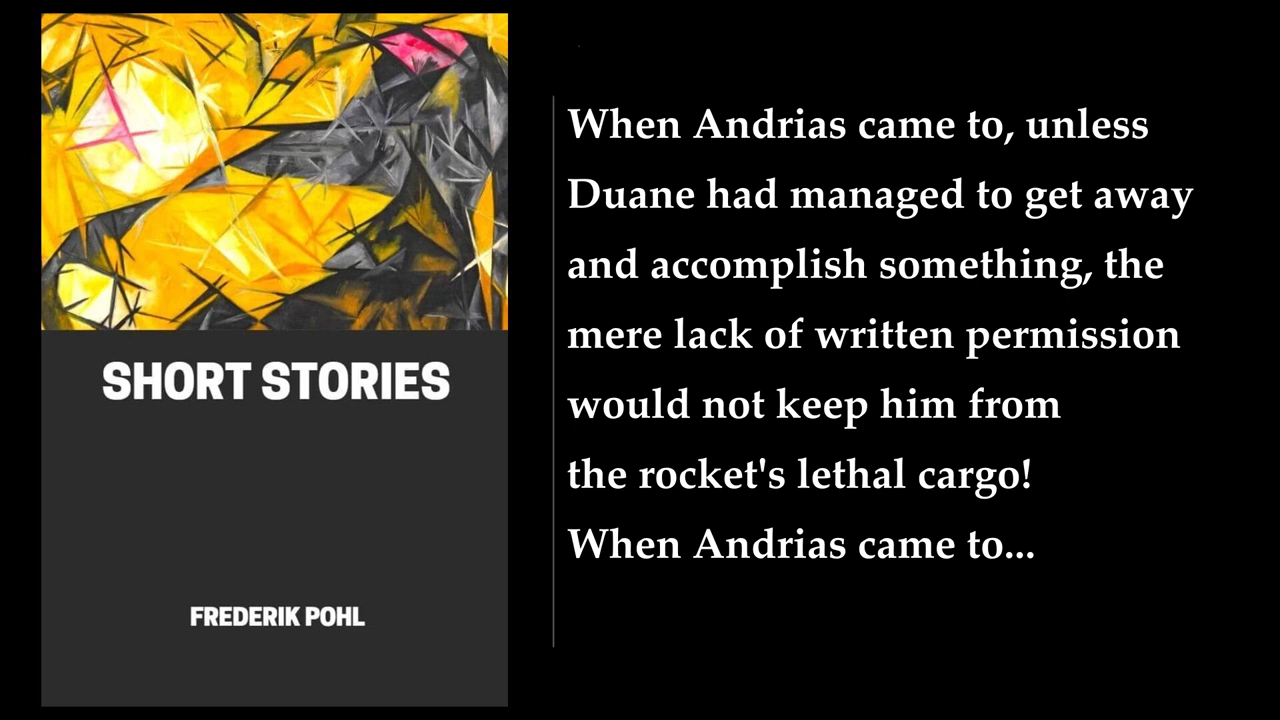 SHORT STORIES
FREDERIK POHL
When Andrias came to, unless
Duane had managed to get away
and accomplish something, the
mere lack of written permission
would not keep him from
the rocket's lethal cargo!
When Andrias came to...